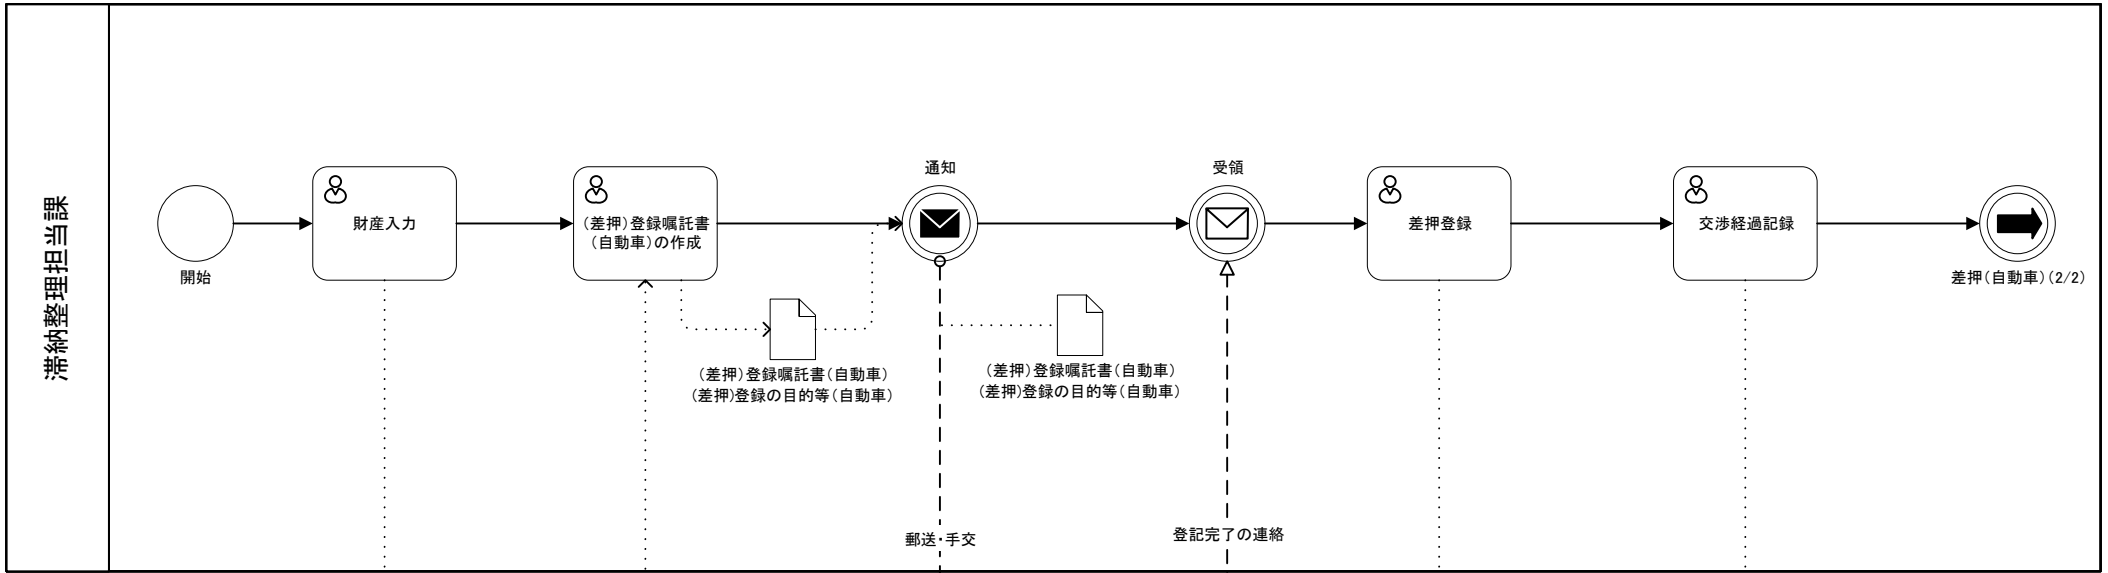 滞納整理担当課
開始
財産入力
(差押)登録嘱託書
(自動車)の作成
(差押)登録嘱託書(自動車)
(差押)登録の目的等(自動車)
通知
(差押)登録嘱託書(自動車)
(差押)登録の目的等(自動車)
郵送・手交
受領
登記完了の連絡
差押登録
交渉経過記録
差押(自動車)(2/2)